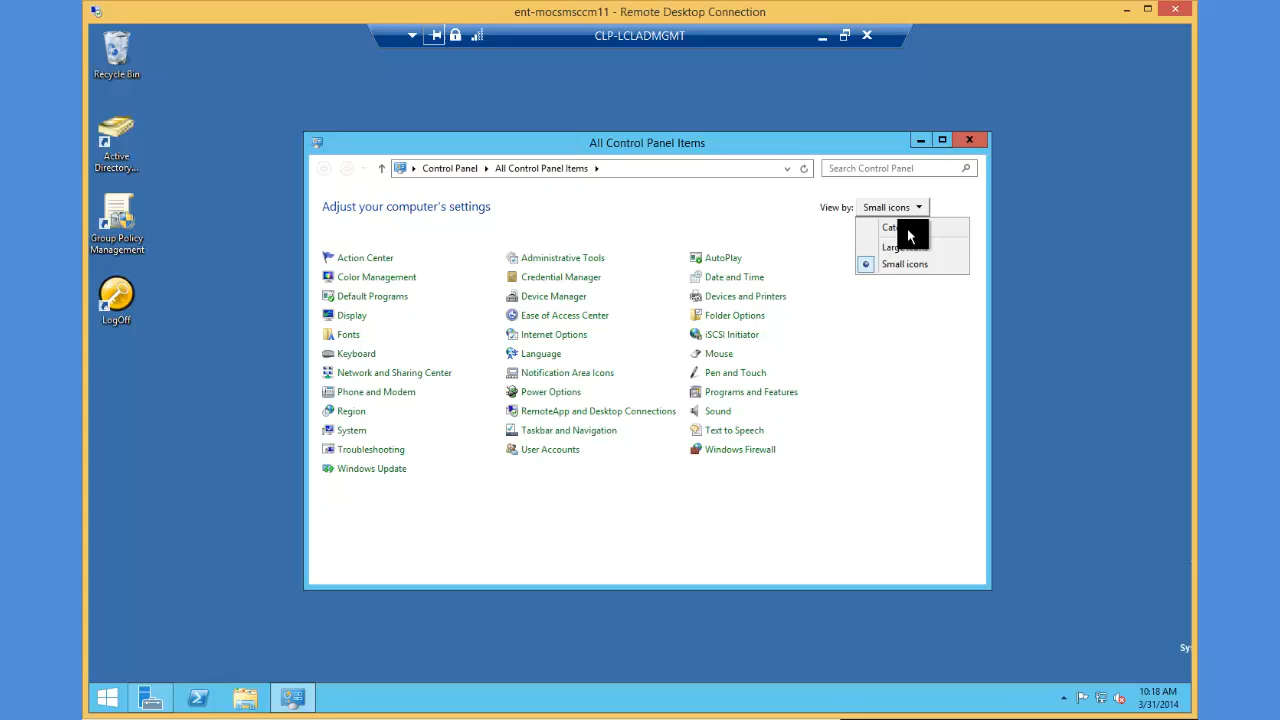 ent-mocsmsccm11 - Remote Desktop Connection
CLP-LCLADMGMT
Recycle Bin
Active
Directory...
Group Policy
Management
LogOff
All Control Panel Items
Control Panel
All Control Panel Items
Search Control Panel
Adjust your computer's settings
View by: Small icons
Small icons
Action Center
Administrative Tools
AutoPlay
Color Management
Credential Manager
Date and Time
Default Programs
Device Manager
Devices and Printers
Display
Ease of Access Center
Folder Options
Fonts
Internet Options
iSCSI Initiator
Keyboard
Language
Mouse
Network and Sharing Center
Notification Area Icons
Pen and Touch
Phone and Modem
Power Options
Programs and Features
Region
RemoteApp and Desktop Connections
Sound
System
Taskbar and Navigation
Text to Speech
Troubleshooting
User Accounts
Windows Firewall
Windows Update
10:18 AM
3/31/2014